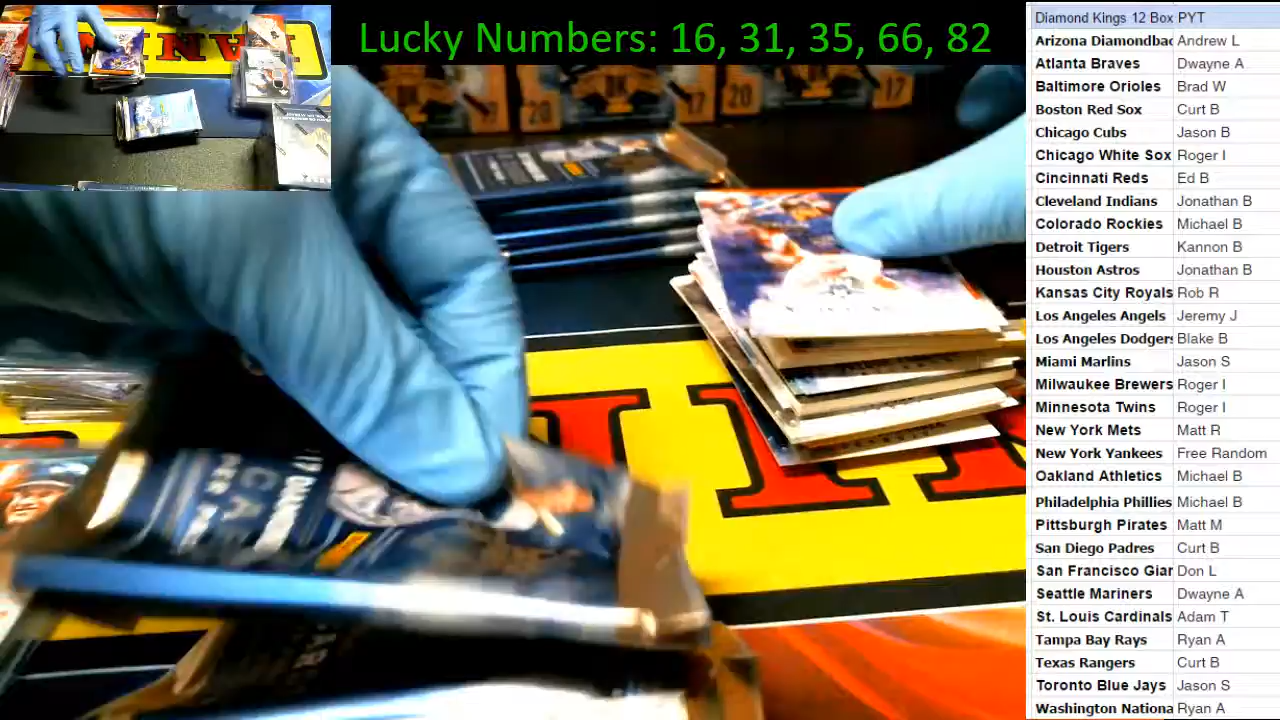 Lucky Numbers: 16, 31, 35, 66, 82
Diamond Kings 12 Box PYT
Arizona Diamondbac Andrew L
Atlanta Braves Dwayne A
Baltimore Orioles Brad W
Boston Red Sox Curt B
Chicago Cubs Jason B
Chicago White Sox Roger I
Cincinnati Reds Ed B
Cleveland Indians Jonathan B
Colorado Rockies Michael B
Detroit Tigers Kannon B
Houston Astros Jonathan B
Kansas City Royals Rob R
Los Angeles Angels Jeremy J
Los Angeles Dodgers Blake B
Miami Marlins Jason S
Milwaukee Brewers Roger I
Minnesota Twins Roger I
New York Mets Matt R
New York Yankees Free Random
Oakland Athletics Michael B
Philadelphia Phillies Michael B
Pittsburgh Pirates Matt M
San Diego Padres Curt B
San Francisco Giar Don L
Seattle Mariners Dwayne A
St. Louis Cardinals Adam T
Tampa Bay Rays Ryan A
Texas Rangers Curt B
Toronto Blue Jays Jason S
Washington Nationa Ryan A
20
17
20
17